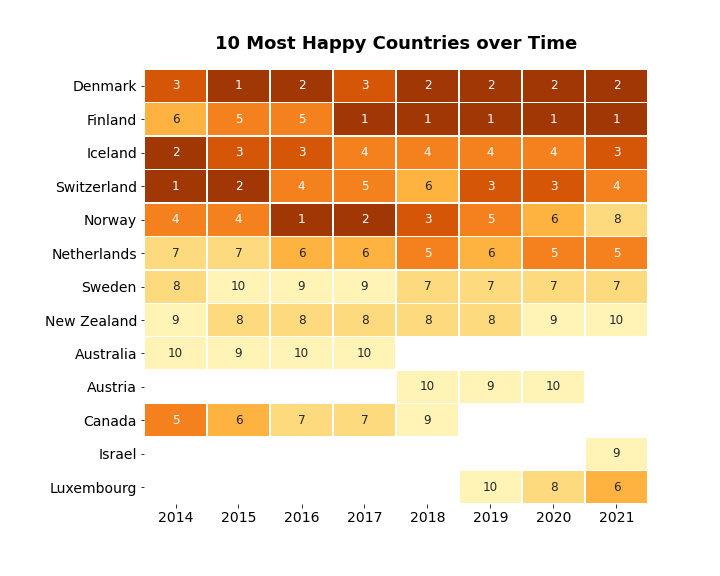 10 Most Happy Countries over Time
Denmark 3 1 2 3 2 2 2 2
Finland 6 5 5 1 1 1 1 1
Iceland 2 3 3 4 4 4 4 3
Switzerland 1 2 4 5 6 3 3 4
Norway 4 4 1 2 3 5 6 8
Netherlands 7 7 6 6 5 6 5 5
Sweden 8 10 9 9 7 7 7 7
New Zealand 9 8 8 8 8 8 9 10
Australia 10 9 10 10
Austria 10 9 10
Canada 5 6 7 7 9
Israel 9
Luxembourg 10 8 6
2014 2015 2016 2017 2018 2019 2020 2021